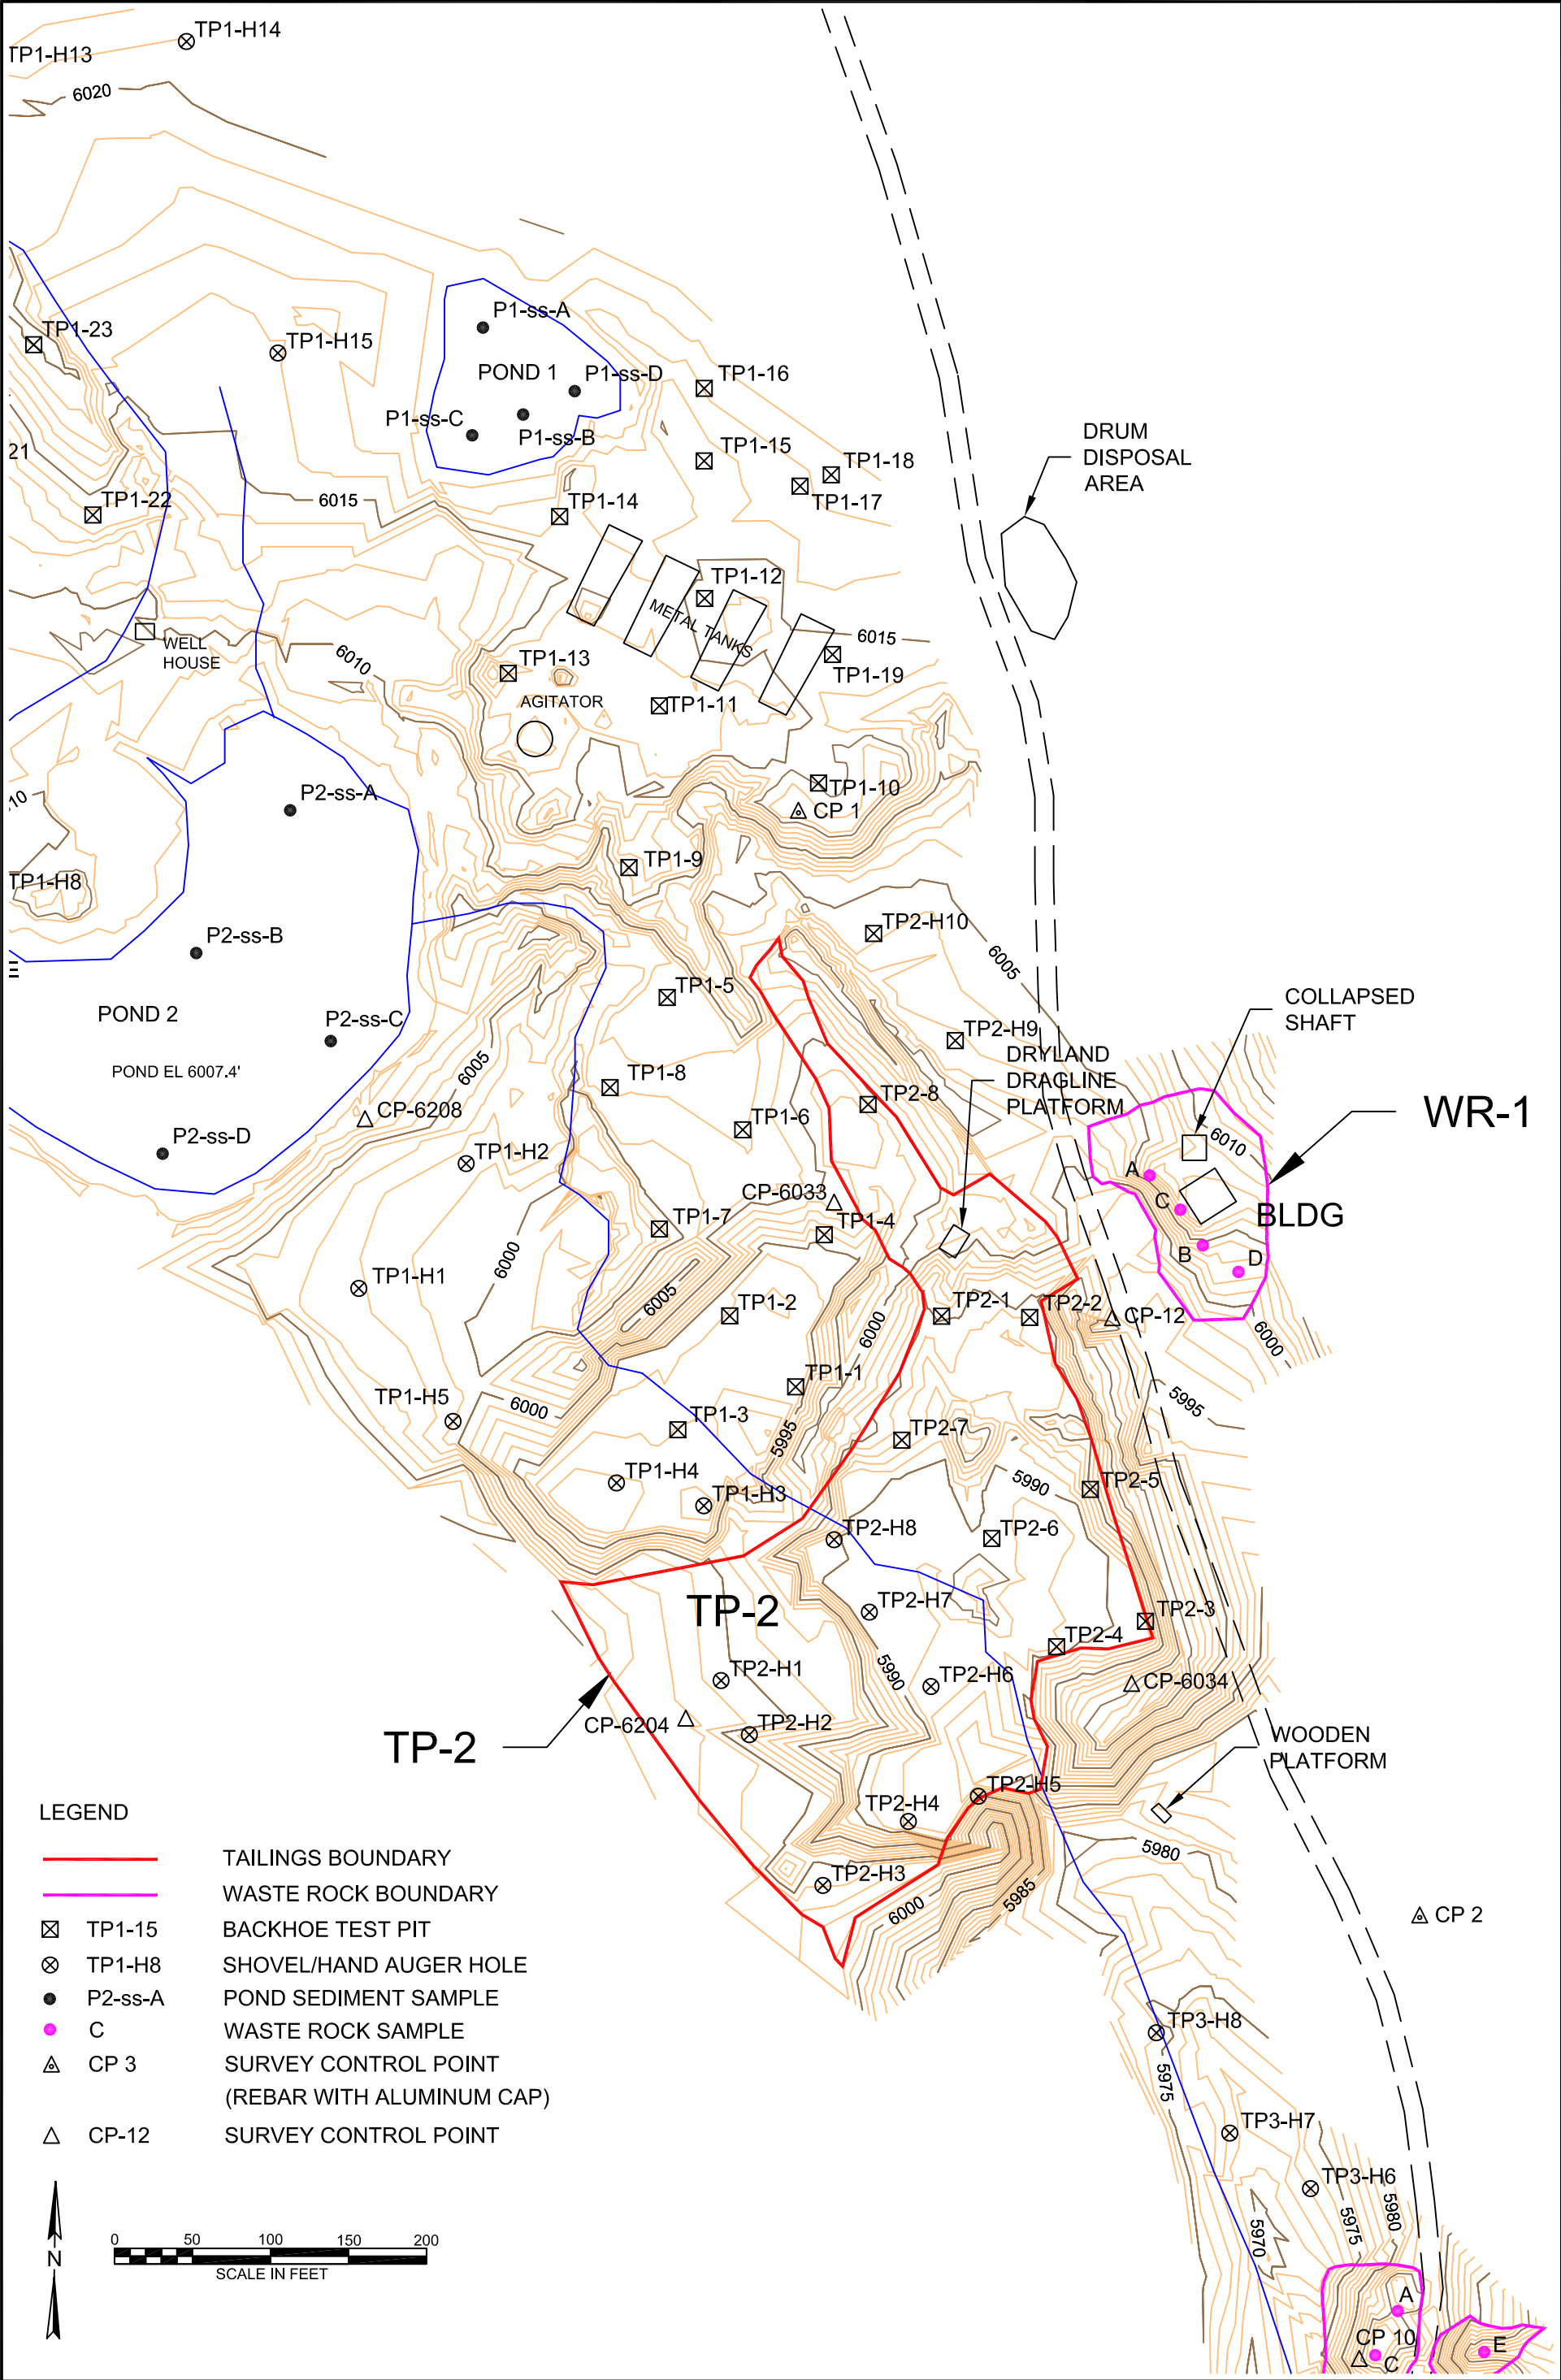 TP1-H14
TP1-H13
6020
TP1-23
TP1-H15
P1-ss-A
POND 1
P1-ss-D
P1-ss-C
P1-ss-B
TP1-16
TP1-15
TP1-18
TP1-17
DRUM
DISPOSAL
AREA
21
TP1-22
6015
TP1-14
TP1-12
METAL TANKS
6015
WELL
HOUSE
6010
TP1-13
AGITATOR
TP1-11
TP1-19
P2-ss-A
TP1-10
CP 1
10
TP1-H8
TP1-9
P2-ss-B
TP2-H10
6005
E
TP1-5
COLLAPSED
SHAFT
POND 2
P2-ss-C
TP2-H9
DRYLAND
DRAGLINE
PLATFORM
POND EL 6007.4'
6005
TP1-8
TP2-8
CP-6208
TP1-6
WR-1
P2-ss-D
TP1-H2
6010
A
CP-6033
C
BLDG
TP1-7
TP1-4
B
D
6000
TP1-H1
6005
TP1-2
6000
TP2-1
TP2-2
CP-12
6000
TP1-1
TP1-H5
6000
5995
TP1-3
5995
TP2-7
TP1-H4
TP1-H3
5990
TP2-5
TP2-H8
TP2-6
TP-2
TP2-H7
TP2-3
TP2-4
TP2-H1
5990
TP2-H6
CP-6034
CP-6204
TP2-H2
TP-2
WOODEN
PLATFORM
TP2-H5
TP2-H4
5980
TP2-H3
6000
5985
CP 2
LEGEND
TAILINGS BOUNDARY
WASTE ROCK BOUNDARY
TP1-15 BACKHOE TEST PIT
TP1-H8 SHOVEL/HAND AUGER HOLE
P2-ss-A POND SEDIMENT SAMPLE
C WASTE ROCK SAMPLE
CP 3 SURVEY CONTROL POINT
(REBAR WITH ALUMINUM CAP)
CP-12 SURVEY CONTROL POINT
TP3-H8
5975
TP3-H7
TP3-H6
5975
5980
5970
N
0 50 100 150 200
SCALE IN FEET
A
CP 10
C
E